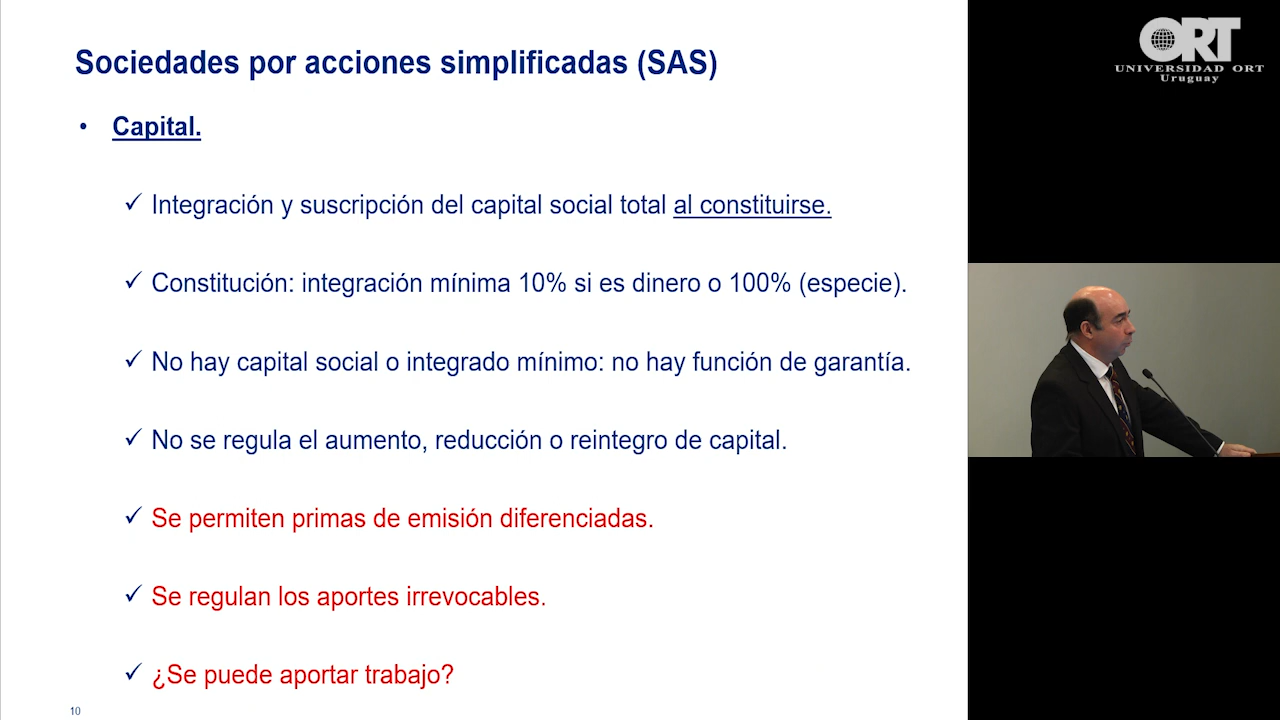 Sociedades por acciones simplificadas (SAS)
• Capital.
✓ Integración y suscripción del capital social total al constituirse.
✓ Constitución: integración mínima 10% si es dinero o 100% (especie).
✓ No hay capital social o integrado mínimo: no hay función de garantía.
✓ No se regula el aumento, reducción o reintegro de capital.
✓ Se permiten primas de emisión diferenciadas.
✓ Se regulan los aportes irrevocables.
✓ ¿Se puede aportar trabajo?
10
ORT
UNIVERSIDAD ORT
Uruguay